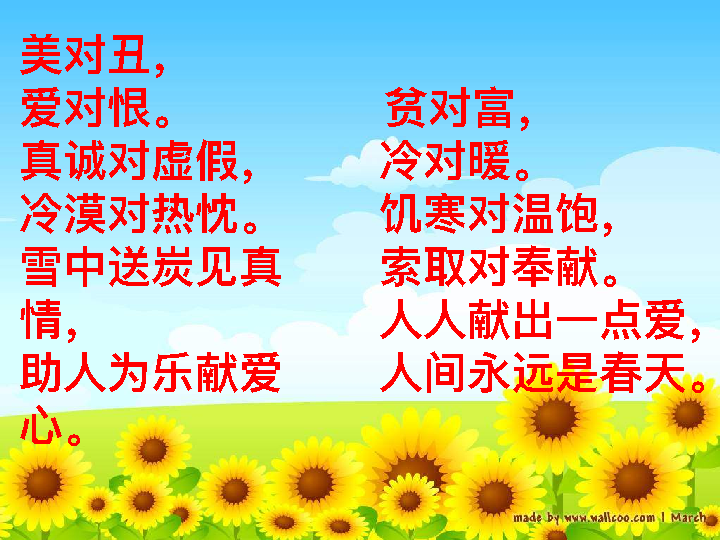 美对丑，
爱对恨。
真诚对虚假，
冷漠对热忱。
雪中送炭见真
情，
助人为乐献爱
心。
贫对富，
冷对暖。
饥寒对温饱，
索取对奉献。
人人献出一点爱，
人间永远是春天。
made by www.wallcoo.com | March